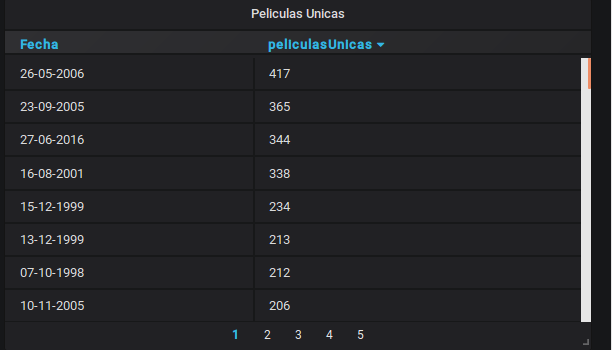 Peliculas Unicas
Fecha peliculasUnicas
26-05-2006 417
23-09-2005 365
27-06-2016 344
16-08-2001 338
15-12-1999 234
13-12-1999 213
07-10-1998 212
10-11-2005 206
1 2 3 4 5